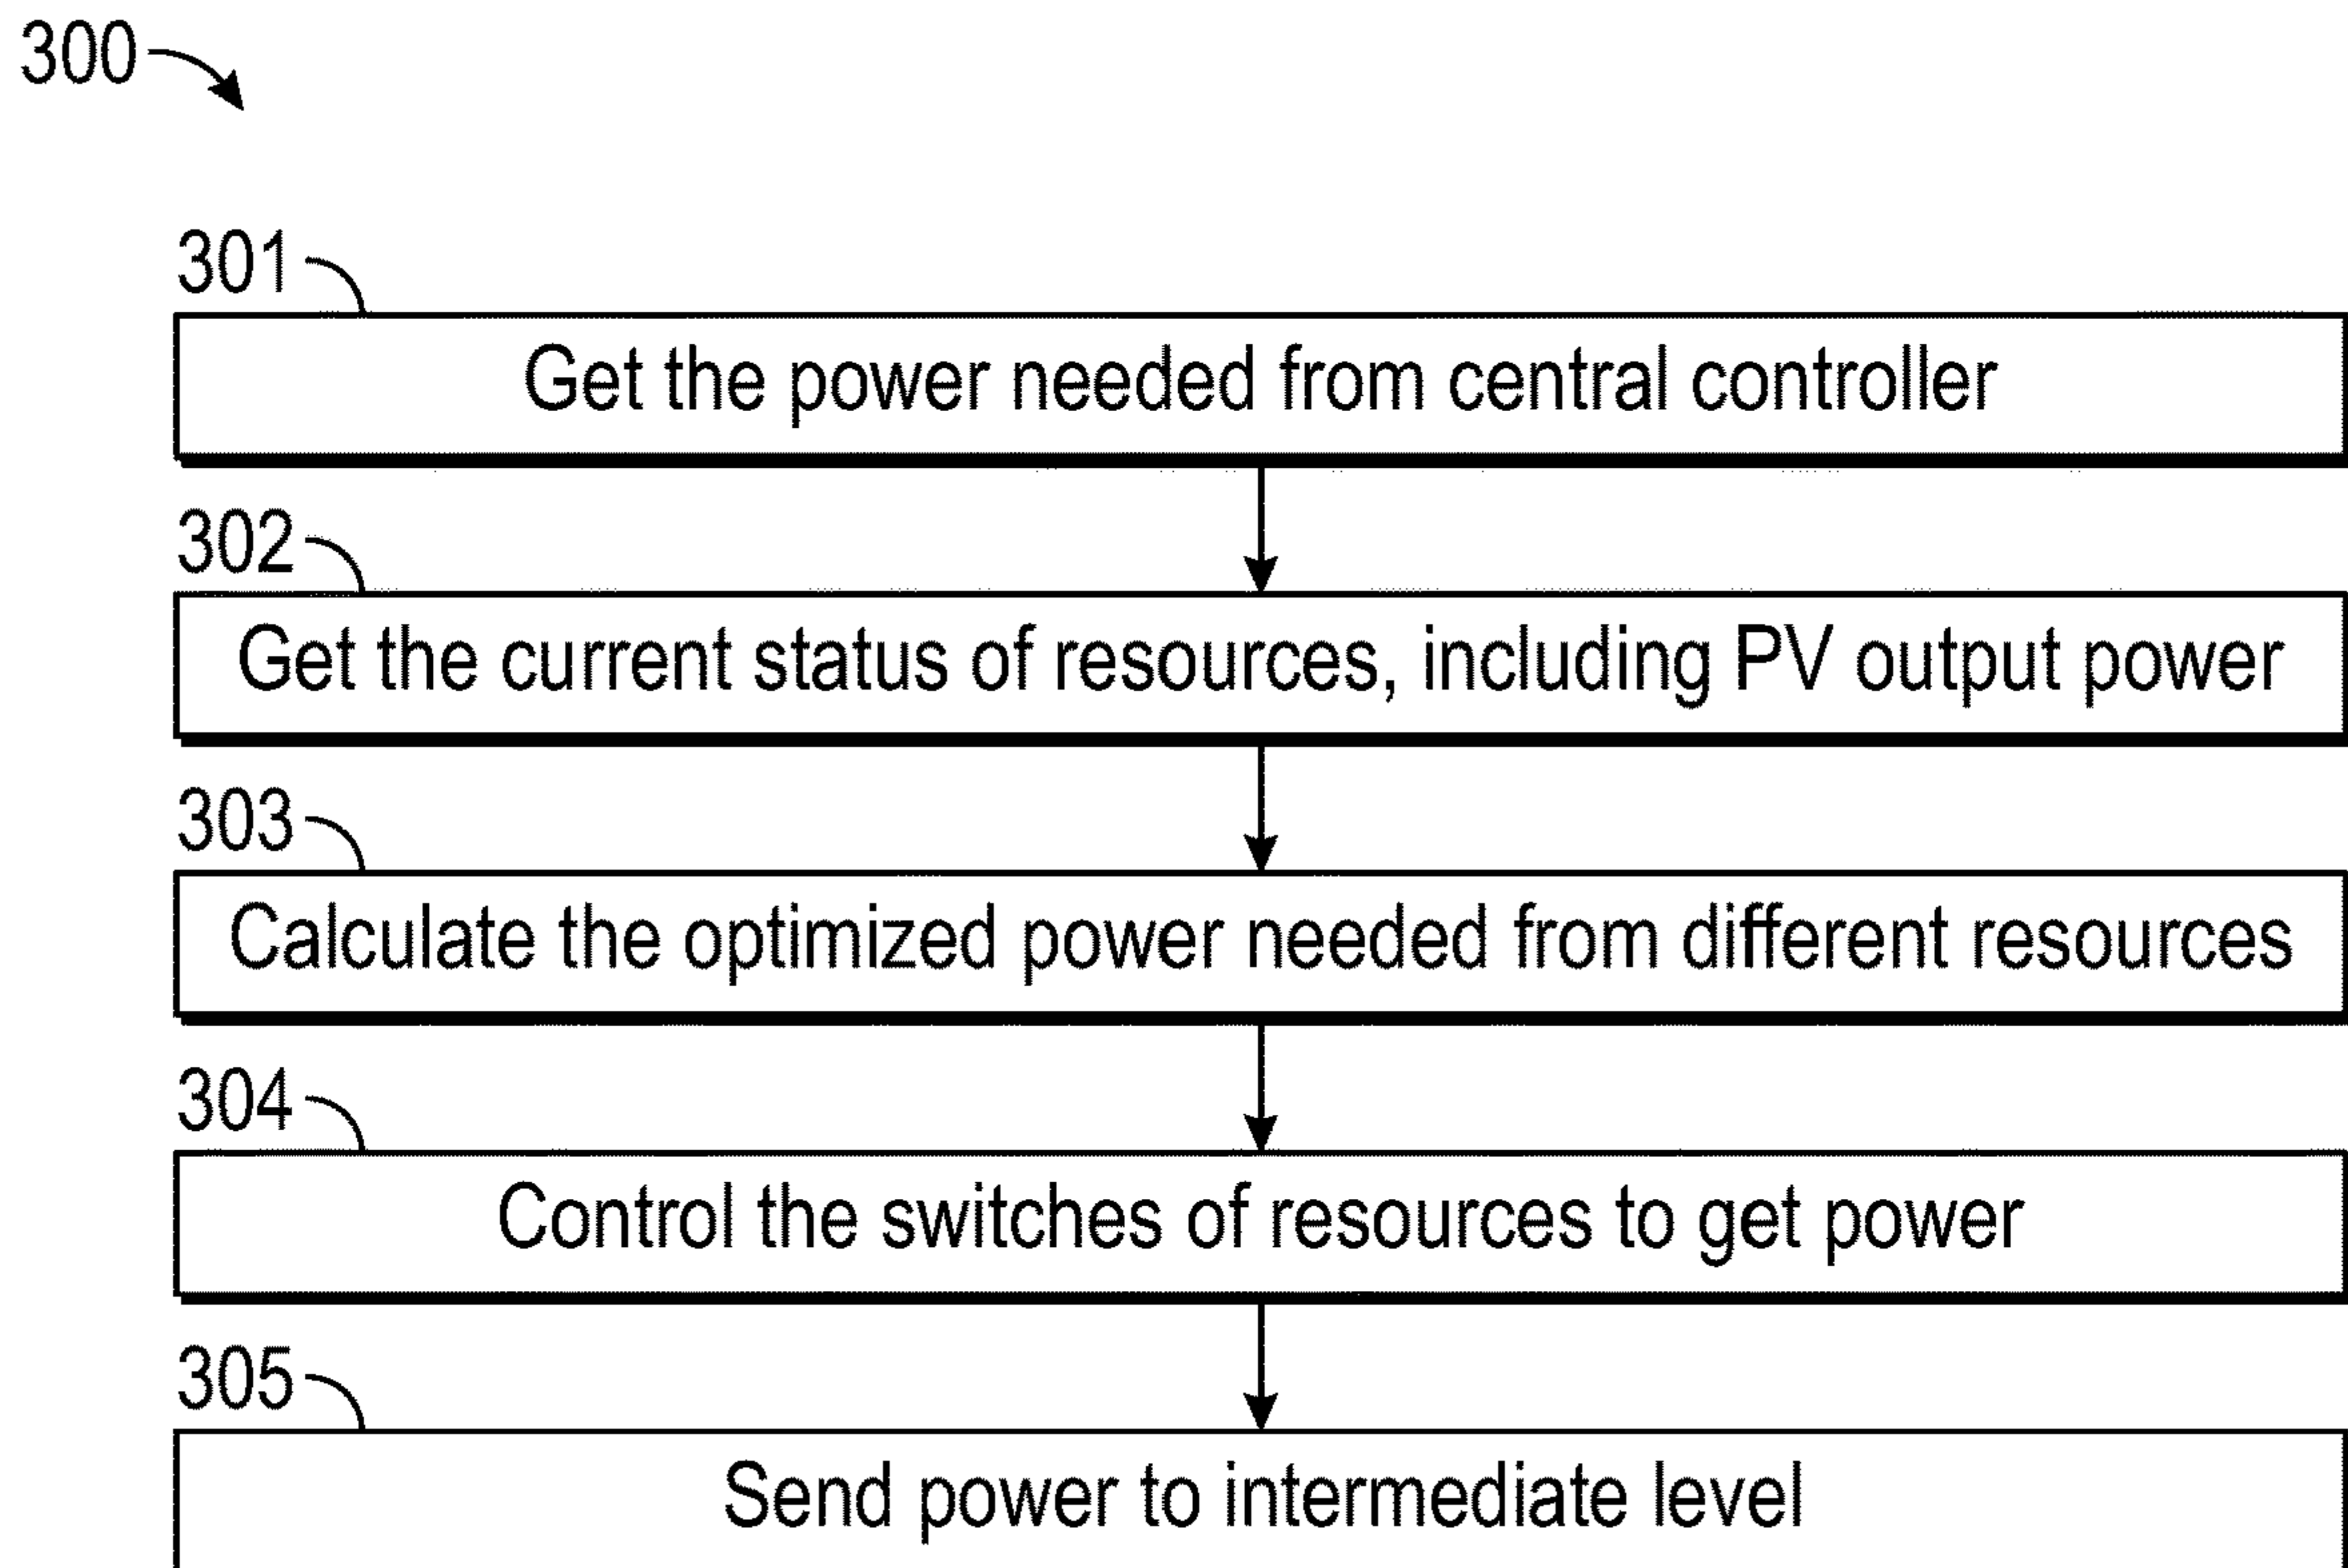 300
301
Get the power needed from central controller
302
Get the current status of resources, including PV output power
303
Calculate the optimized power needed from different resources
304
Control the switches of resources to get power
305
Send power to intermediate level